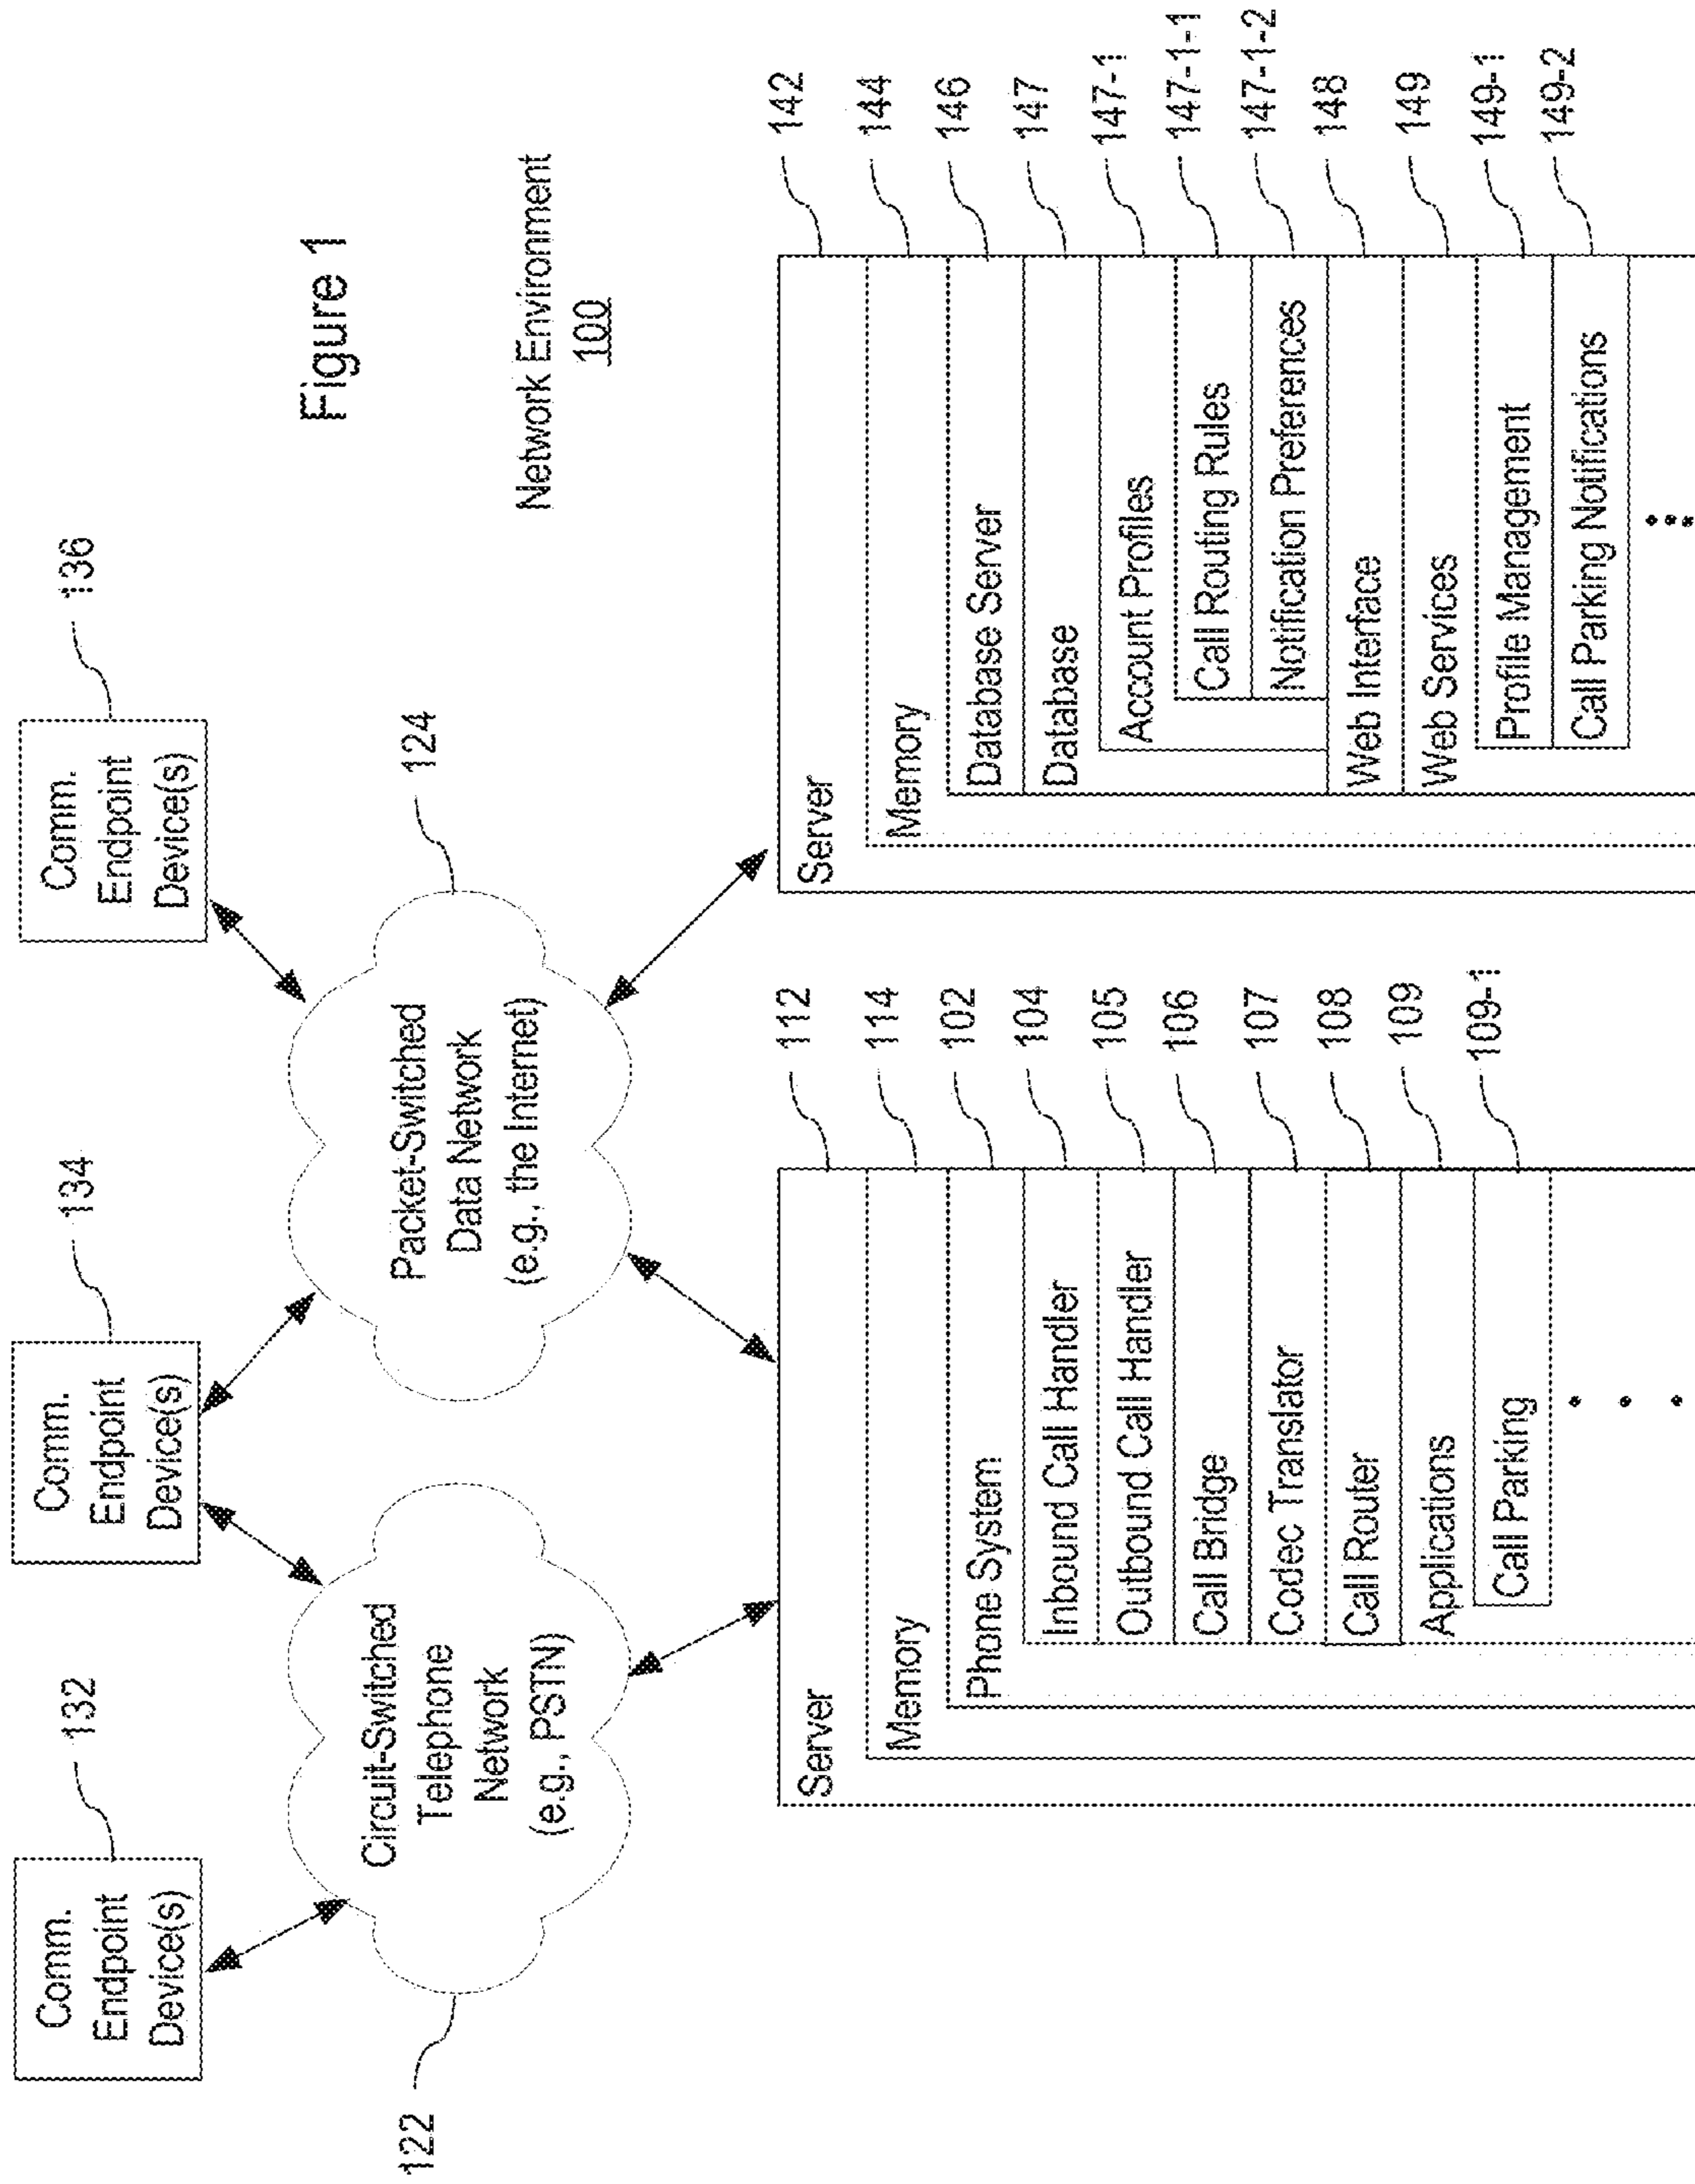 Figure 1
Network Environment
100
Comm.
Endpoint
Device(s)
132
Comm.
Endpoint
Device(s)
134
Comm.
Endpoint
Device(s)
136
122
Circuit-Switched
Telephone
Network
(e.g., PSTN)
Packet-Switched
Data Network
(e.g., the Internet)
124
Server
112
Memory
114
Phone System
102
Inbound Call Handler
104
Outbound Call Handler
105
Call Bridge
106
Codec Translator
107
Call Router
108
Applications
109
Call Parking
109-1
Server
142
Memory
144
Database Server
146
Database
147
Account Profiles
147-1
Call Routing Rules
147-1-1
Notification Preferences
147-1-2
Web Interface
148
Web Services
149
Profile Management
149-1
Call Parking Notifications
149-2